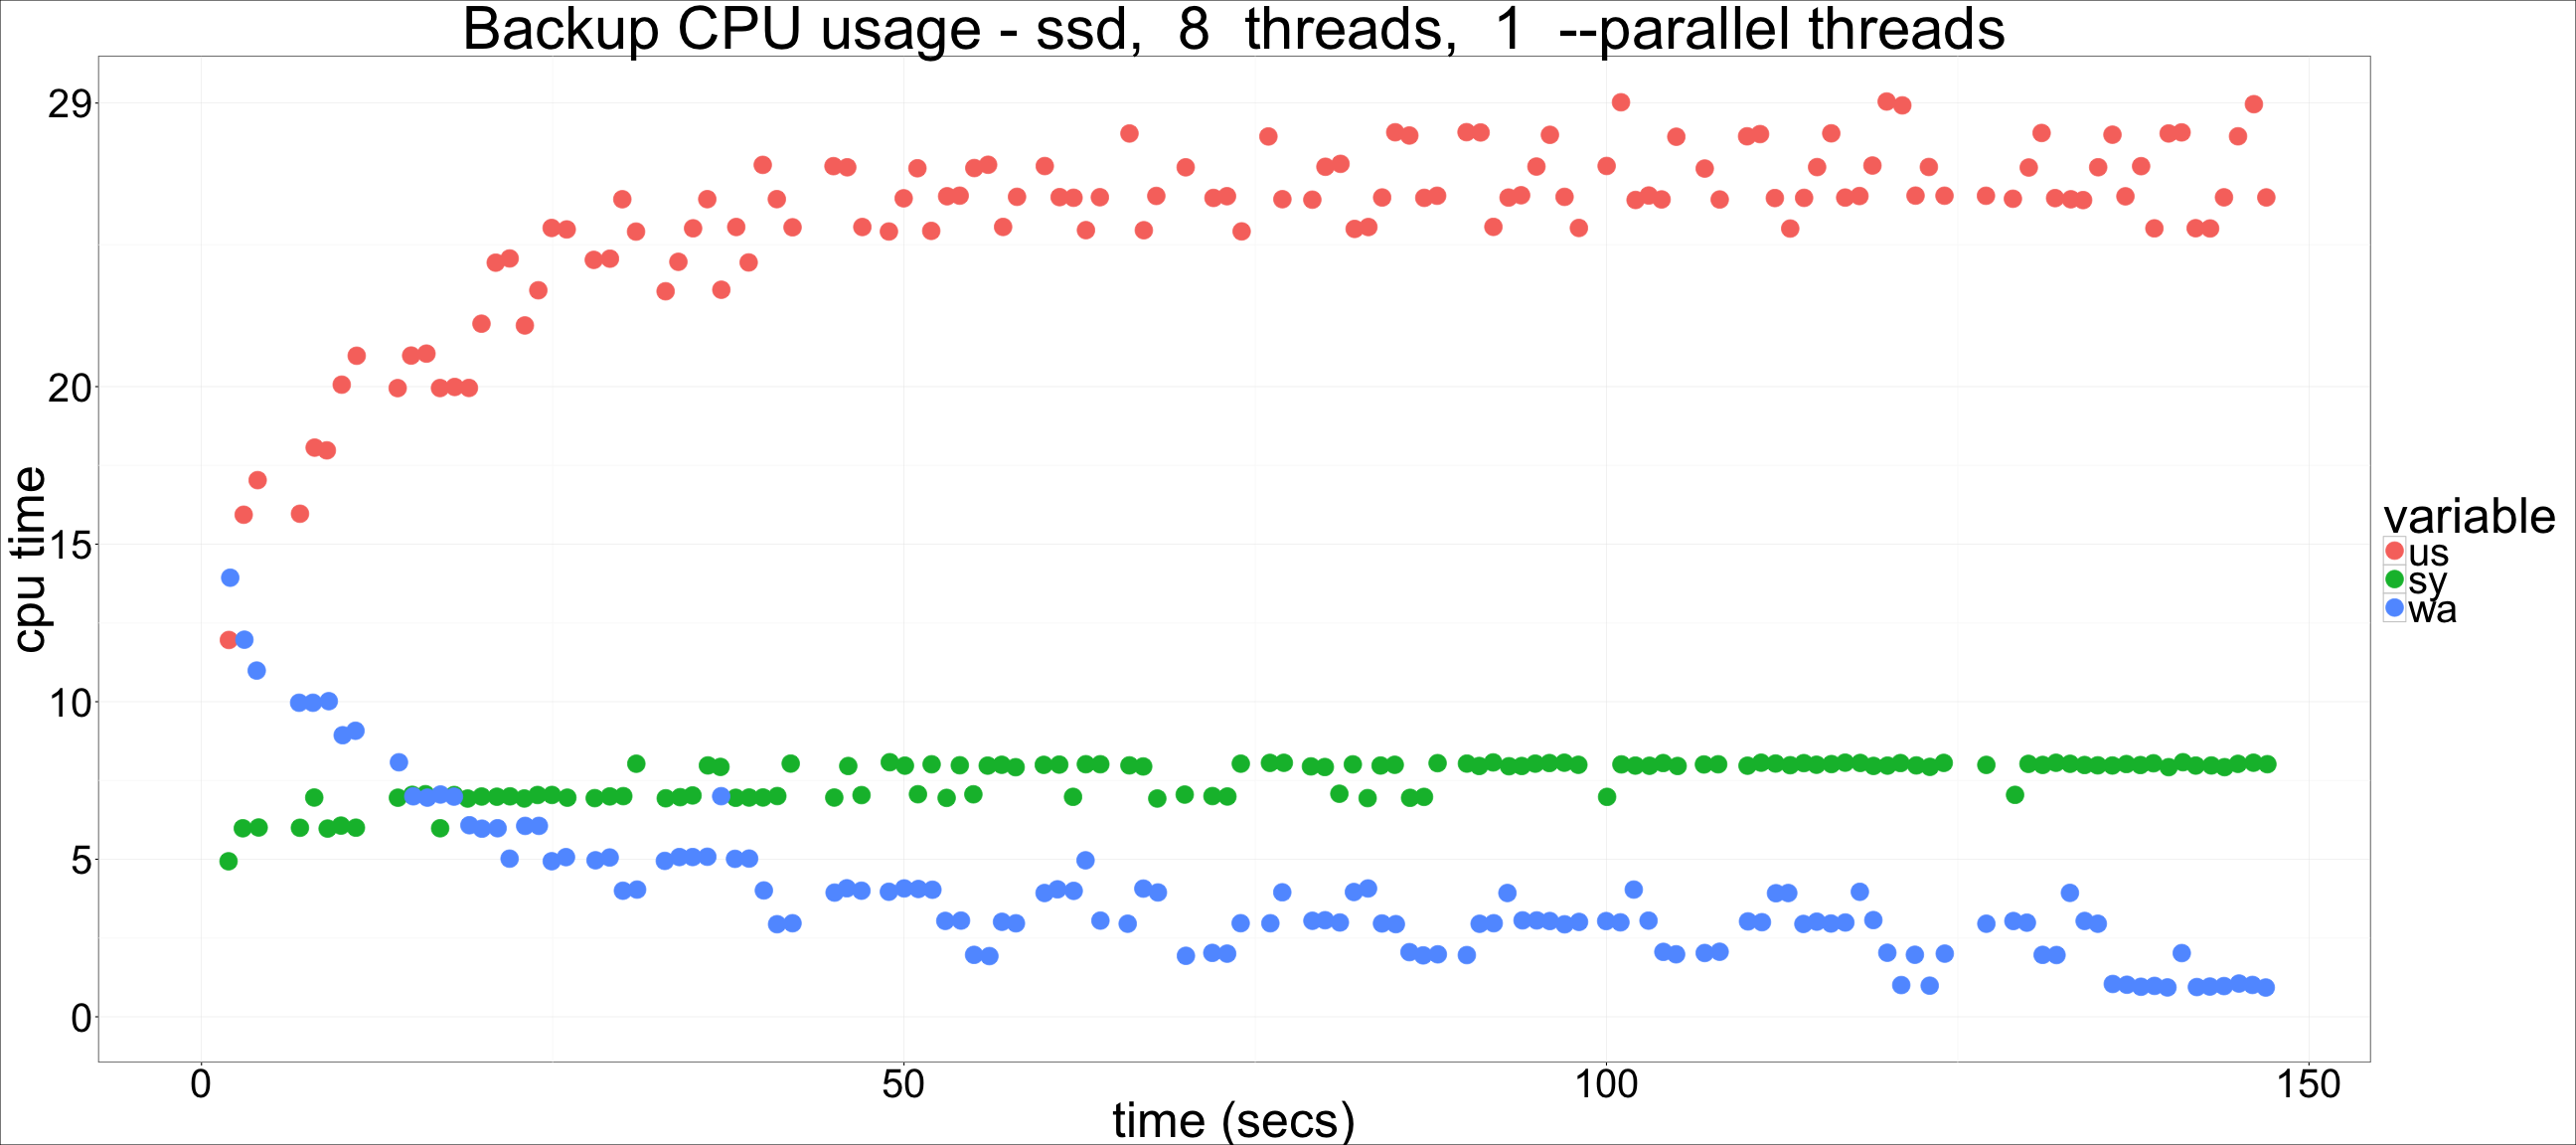 Backup CPU usage - ssd, 8 threads, 1 --parallel threads
29
20
15
10
5
0
cpu time
0 50 100 150
time (secs)
variable
us
sy
wa